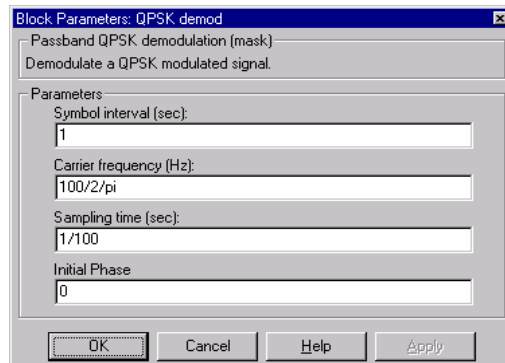 Block Parameters: QPSK demod
Passband QPSK demodulation (mask)
Demodulate a QPSK modulated signal.
Parameters
Symbol interval (sec):
1
Carrier frequency (Hz):
100/2/pi
Sampling time (sec):
1/100
Initial Phase
0
OK Cancel Help Apply